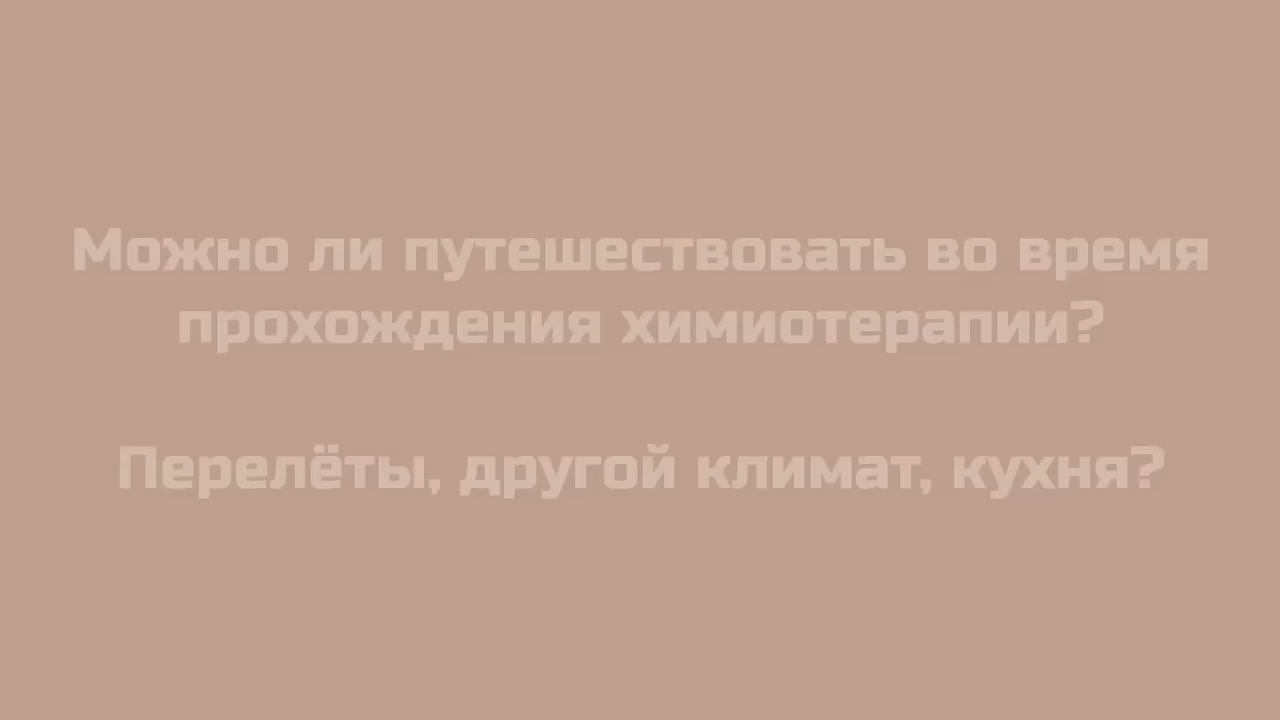 Можно ли путешествовать во время
прохождения химиотерапии?
Перелёты, другой климат, кухня?